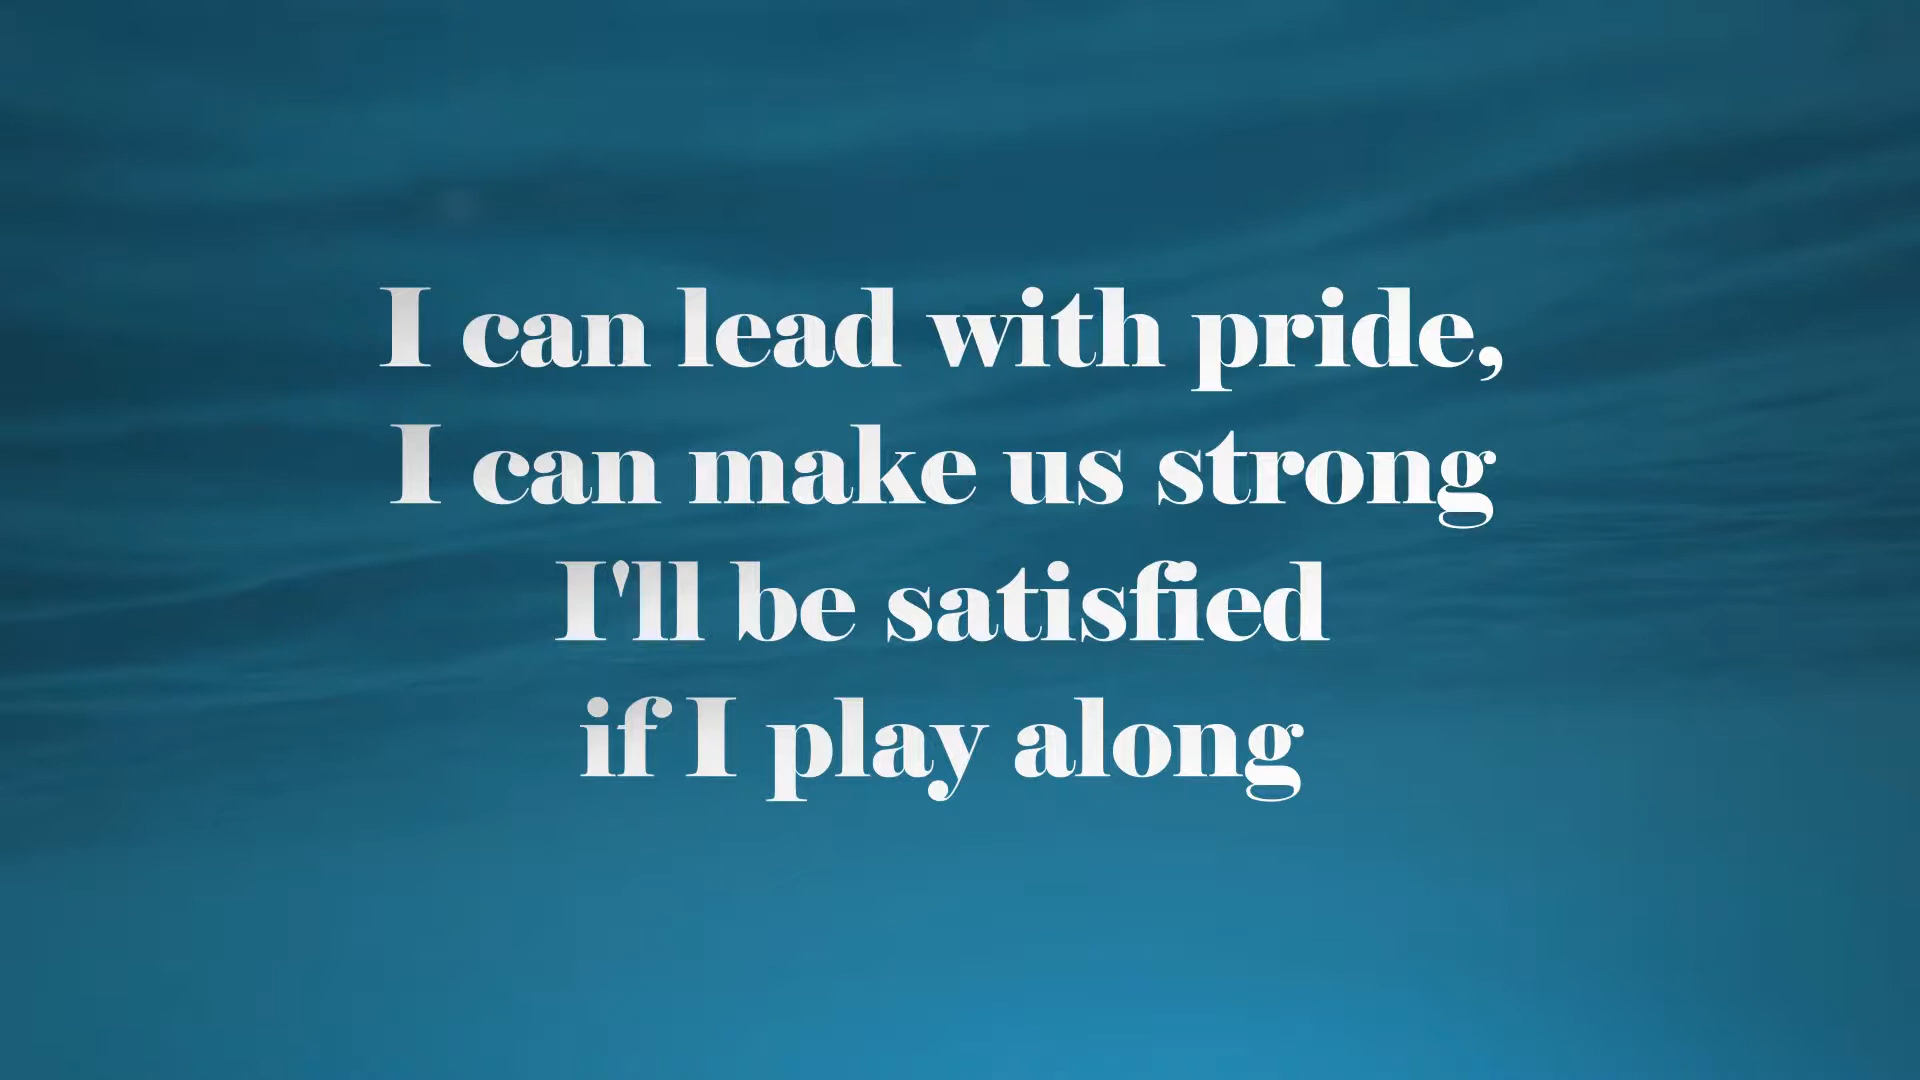 I can lead with pride,
I can make us strong
I'll be satisfied
if I play along